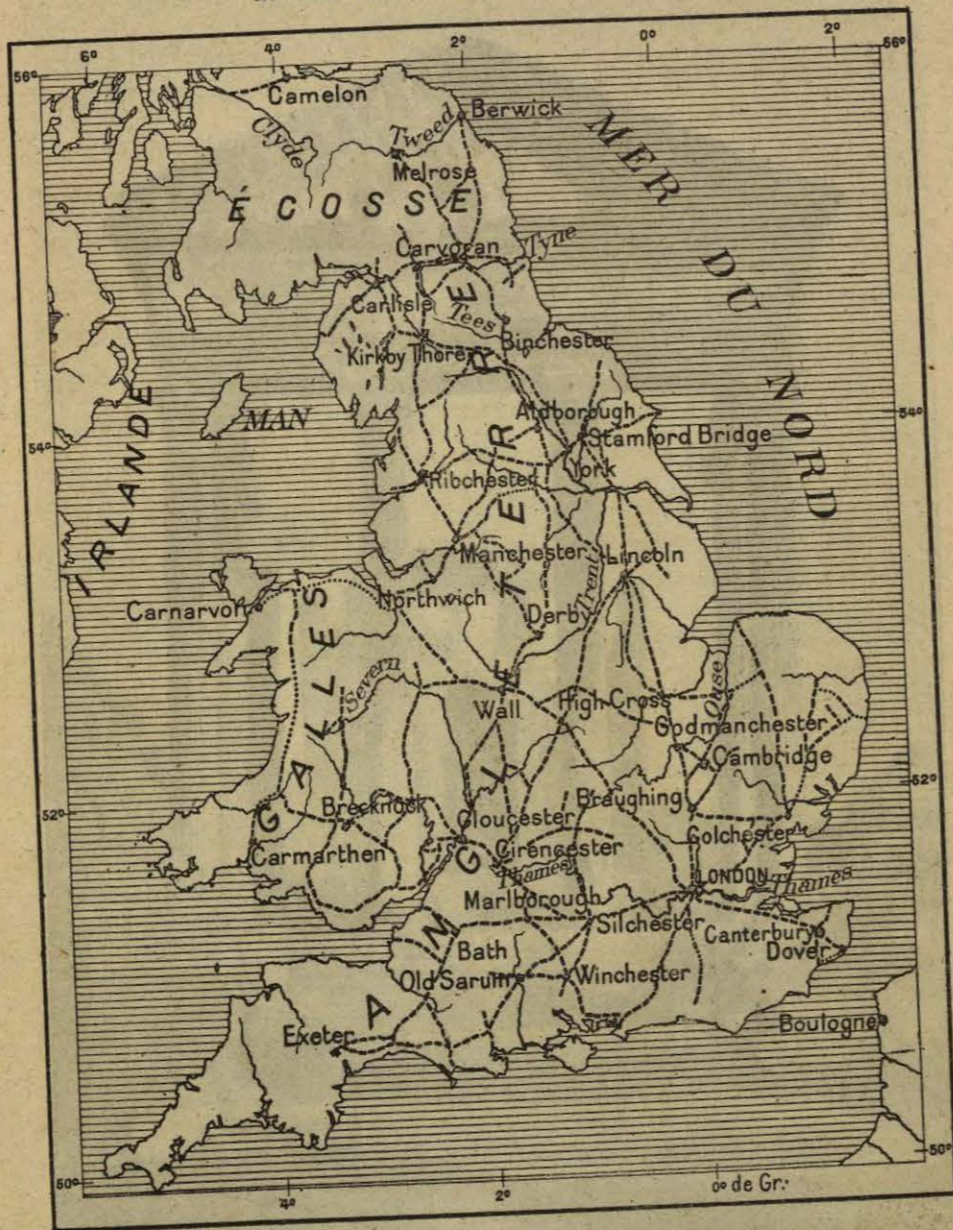 6°
4°
2°
0°
2°
56°
56°
Camelon
Clyde
Tweed
Berwick
Melrose
ÉCOSSE
MER DU NORD
Carvoran
Tyne
Carlisle
Tees
Binchester
Kirkby Thore
MAN
IRLANDE
Aldborough
Stamford Bridge
York
54°
54°
Ribchester
Manchester
Lincoln
Carnarvon
Northwich
Derby
Trent
ANGLETERRE
GALLES
Severn
Wall
High Cross
Ouse
Godmanchester
Cambridge
52°
52°
Brecknock
Gloucester
Braughing
Colchester
Carmarthen
Cirencester
Thames
LONDON
Thames
Marlborough
Silchester
Canterbury
Dover
Bath
Old Sarum
Winchester
Exeter
Boulogne
50°
50°
4°
2°
0° de Gr.